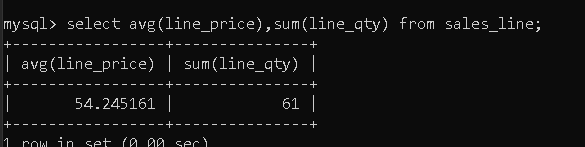 mysql> select avg(line_price),sum(line_qty) from sales_line;
+-----------------+---------------+
| avg(line_price) | sum(line_qty) |
+-----------------+---------------+
|       54.245161 |            61 |
+-----------------+---------------+
1 row in set (0.00 sec)